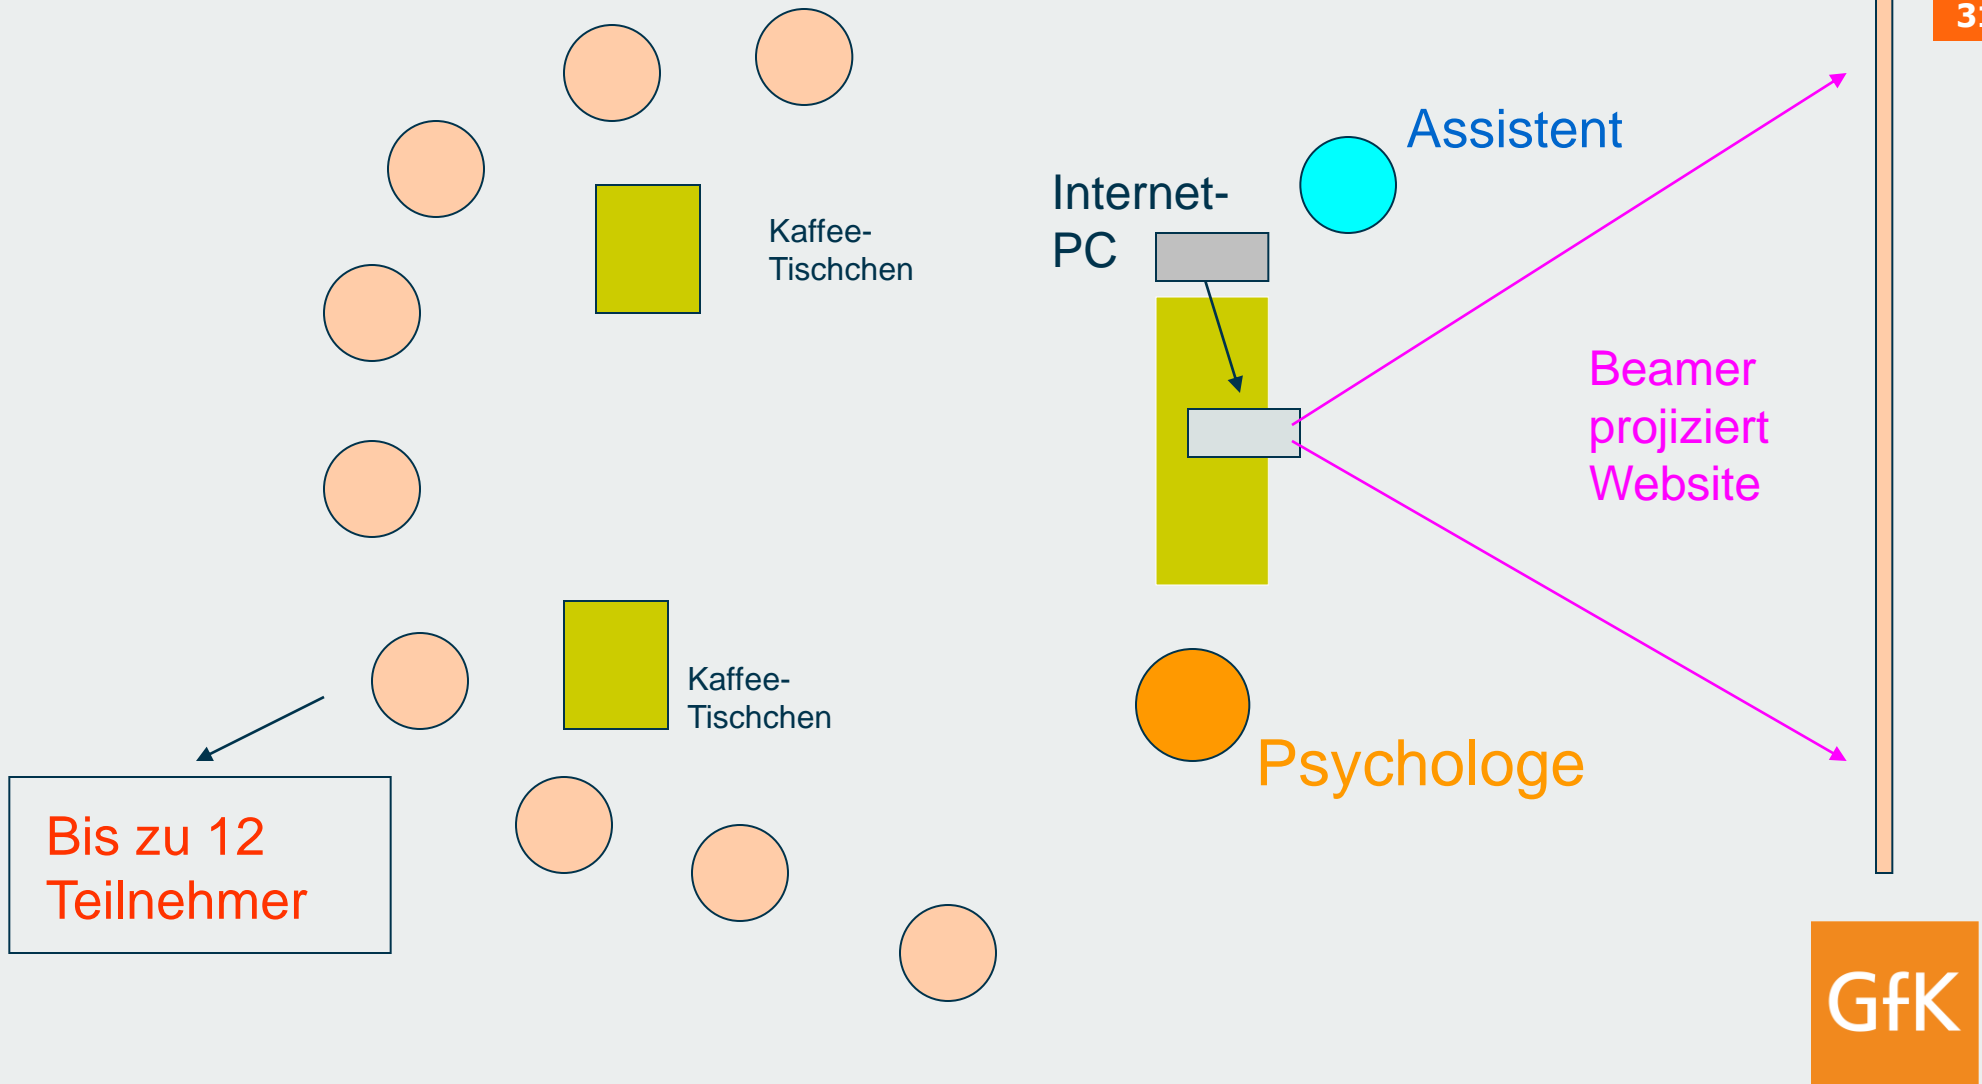 Assistent
Internet-
PC
Kaffee-
Tischchen
Beamer
projiziert
Website
Kaffee-
Tischchen
Psychologe
Bis zu 12
Teilnehmer
GfK